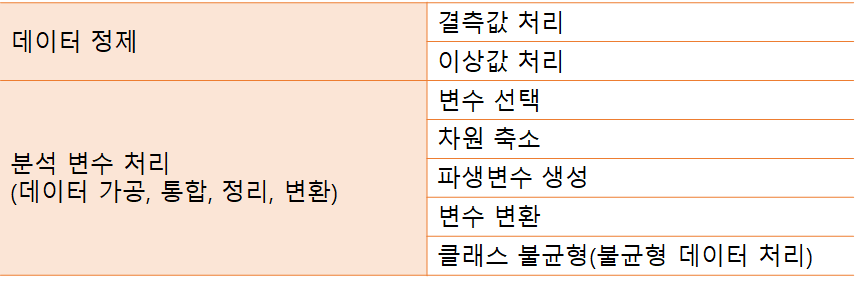 데이터 정제
결측값 처리
이상값 처리
분석 변수 처리
(데이터 가공, 통합, 정리, 변환)
변수 선택
차원 축소
파생변수 생성
변수 변환
클래스 불균형(불균형 데이터 처리)